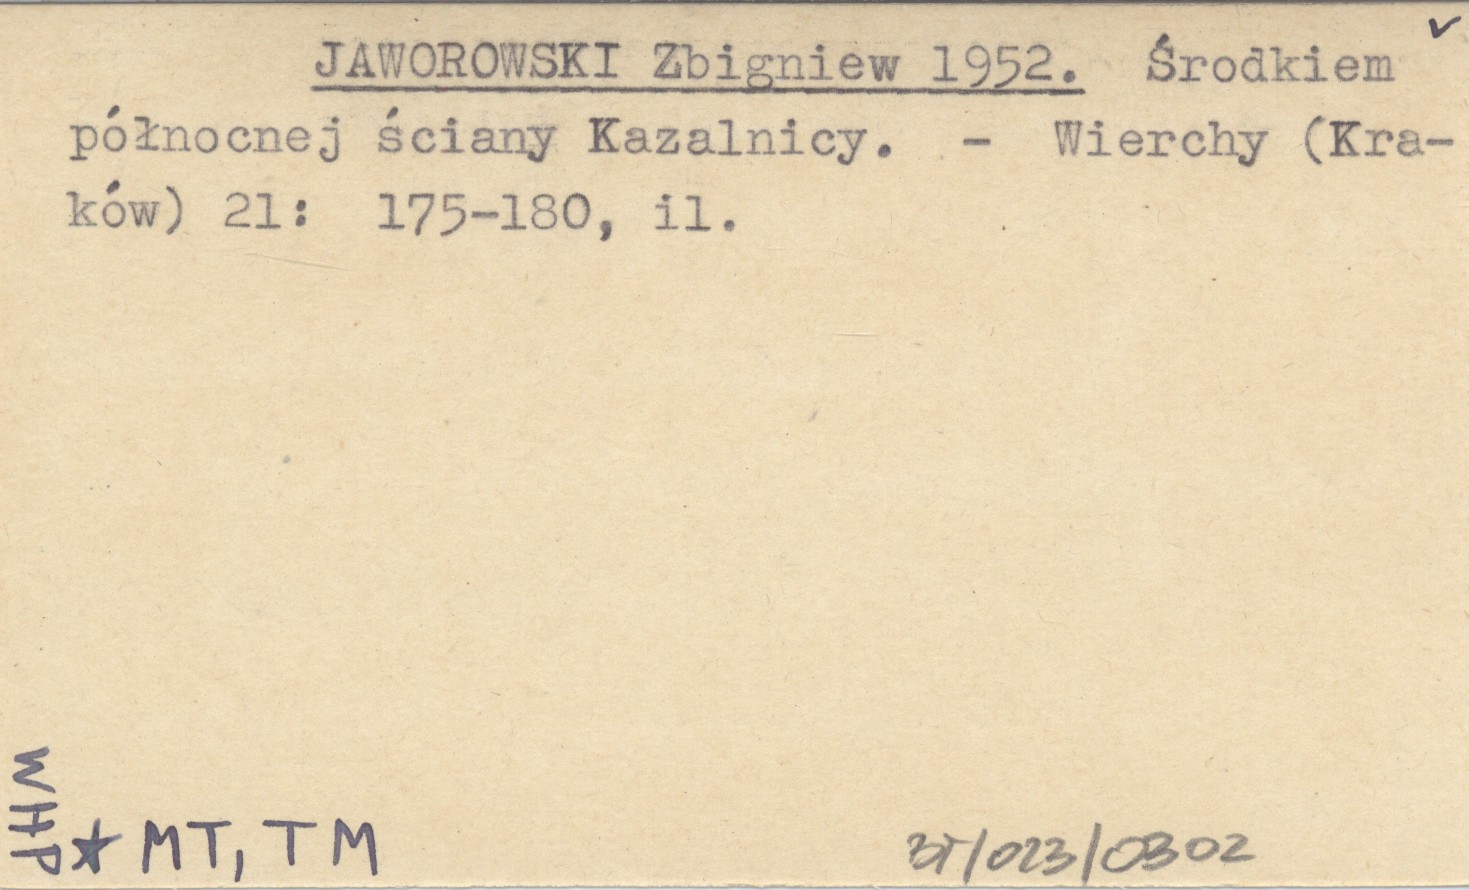 JAWOROWSKI Zbigniew 1952. Środkiem ✓
północnej ściany Kazalnicy. - Wierchy (Kra-
ków) 21: 175-180, il.
WHP
★ MT, TM
BT/023/0302